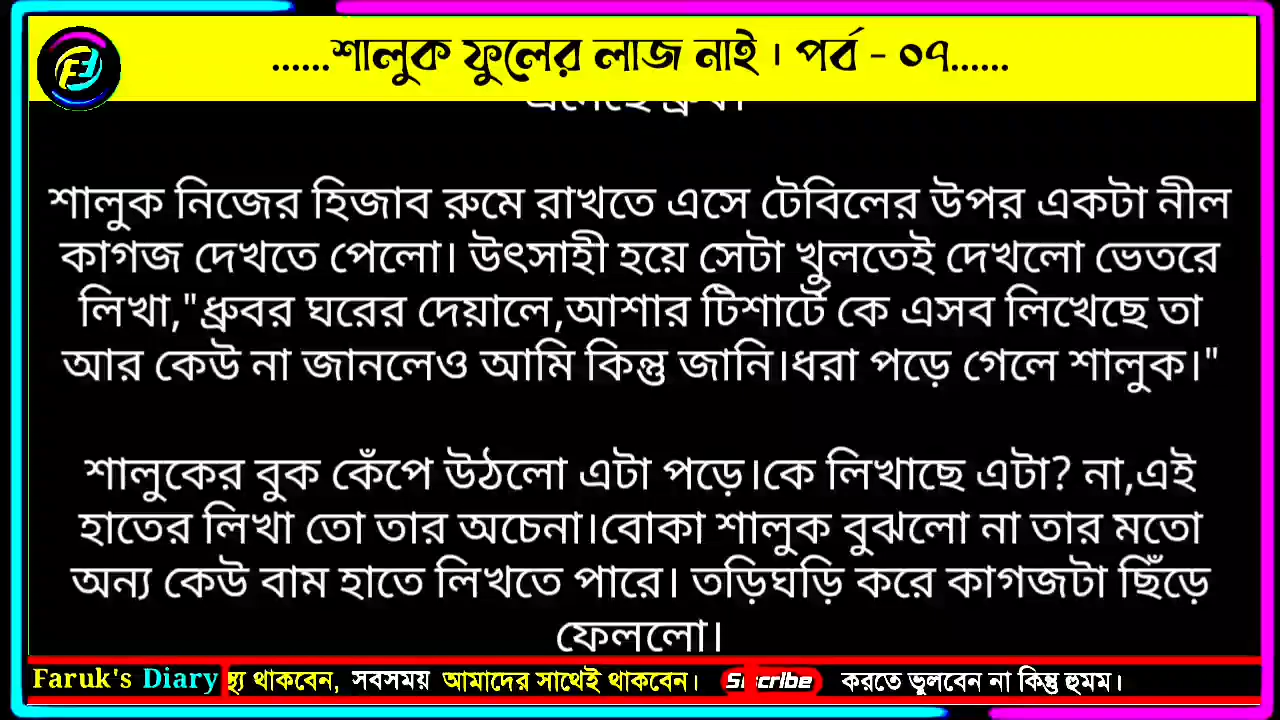 ......শালুক ফুলের লাজ নাই । পর্ব - ০৭......
শালুক নিজের হিজাব রুমে রাখতে এসে টেবিলের উপর একটা নীল
কাগজ দেখতে পেলো। উৎসাহী হয়ে সেটা খুলতেই দেখলো ভেতরে
লিখা,"ধ্রুবর ঘরের দেয়ালে,আশার টিশার্টে কে এসব লিখেছে তা
আর কেউ না জানলেও আমি কিন্তু জানি।ধরা পড়ে গেলে শালুক।"
শালুকের বুক কেঁপে উঠলো এটা পড়ে।কে লিখাছে এটা? না,এই
হাতের লিখা তো তার অচেনা।বোকা শালুক বুঝলো না তার মতো
অন্য কেউ বাম হাতে লিখতে পারে। তড়িঘড়ি করে কাগজটা ছিঁড়ে
ফেললো।
Faruk's Diary থাকবেন, সবসময় আমাদের সাথেই থাকবেন। করতে ভুলবেন না কিন্তু হুমম।